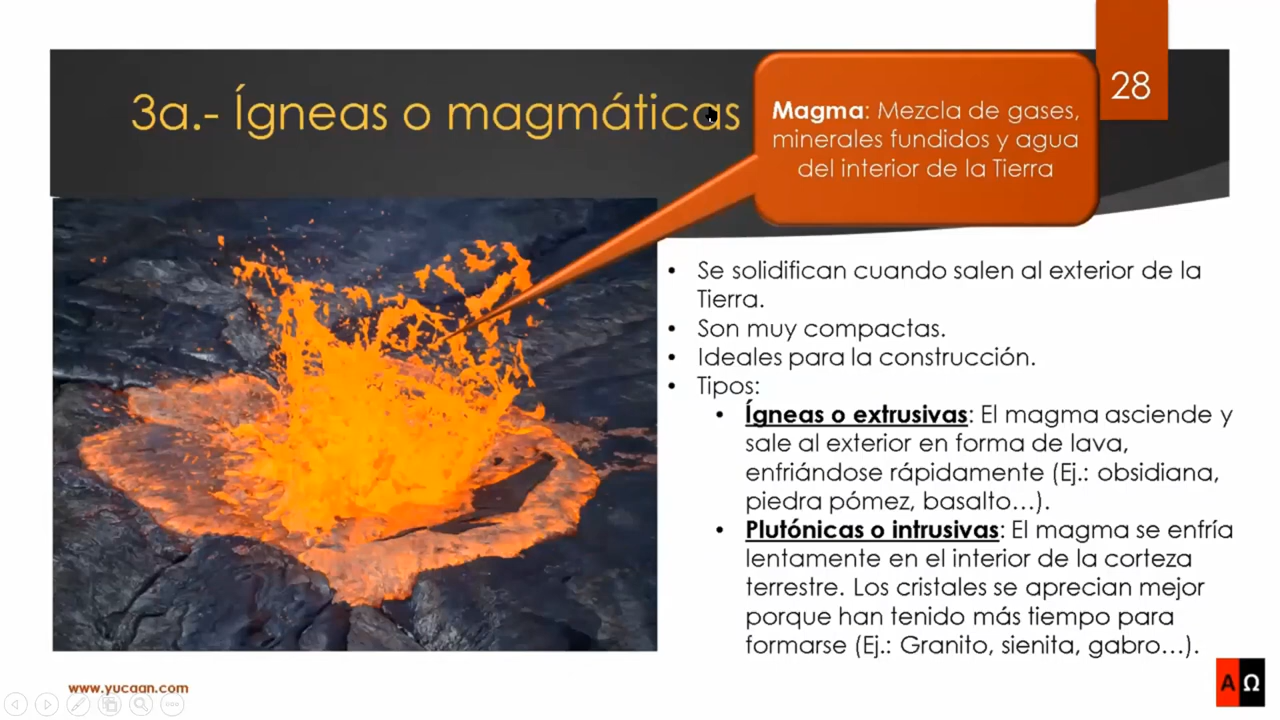 3a.- Ígneas o magmáticas
Magma: Mezcla de gases,
minerales fundidos y agua
del interior de la Tierra
28
• Se solidifican cuando salen al exterior de la
Tierra.
• Son muy compactas.
• Ideales para la construcción.
• Tipos:
• Ígneas o extrusivas: El magma asciende y
sale al exterior en forma de lava,
enfriándose rápidamente (Ej.: obsidiana,
piedra pómez, basalto…).
• Plutónicas o intrusivas: El magma se enfría
lentamente en el interior de la corteza
terrestre. Los cristales se aprecian mejor
porque han tenido más tiempo para
formarse (Ej.: Granito, sienita, gabro…).
www.yucaan.com
AΩ